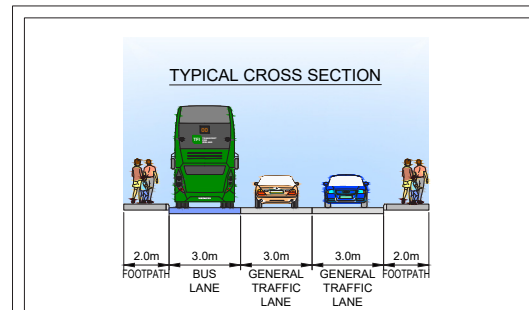 TYPICAL CROSS SECTION
TFI
2.0m 3.0m 3.0m 3.0m 2.0m
FOOTPATH BUS GENERAL GENERAL FOOTPATH
LANE TRAFFIC TRAFFIC
LANE LANE